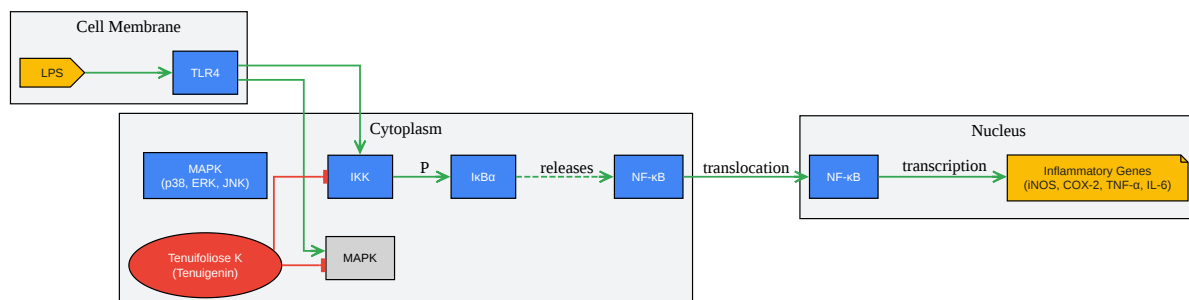 Cell Membrane
LPS
TLR4
Cytoplasm
MAPK
(p38, ERK, JNK)
IKK
P
IκBα
releases
NF-κB
translocation
Nucleus
NF-κB
transcription
Inflammatory Genes
(iNOS, COX-2, TNF-α, IL-6)
Tenuifoliose K
(Tenuigenin)
MAPK